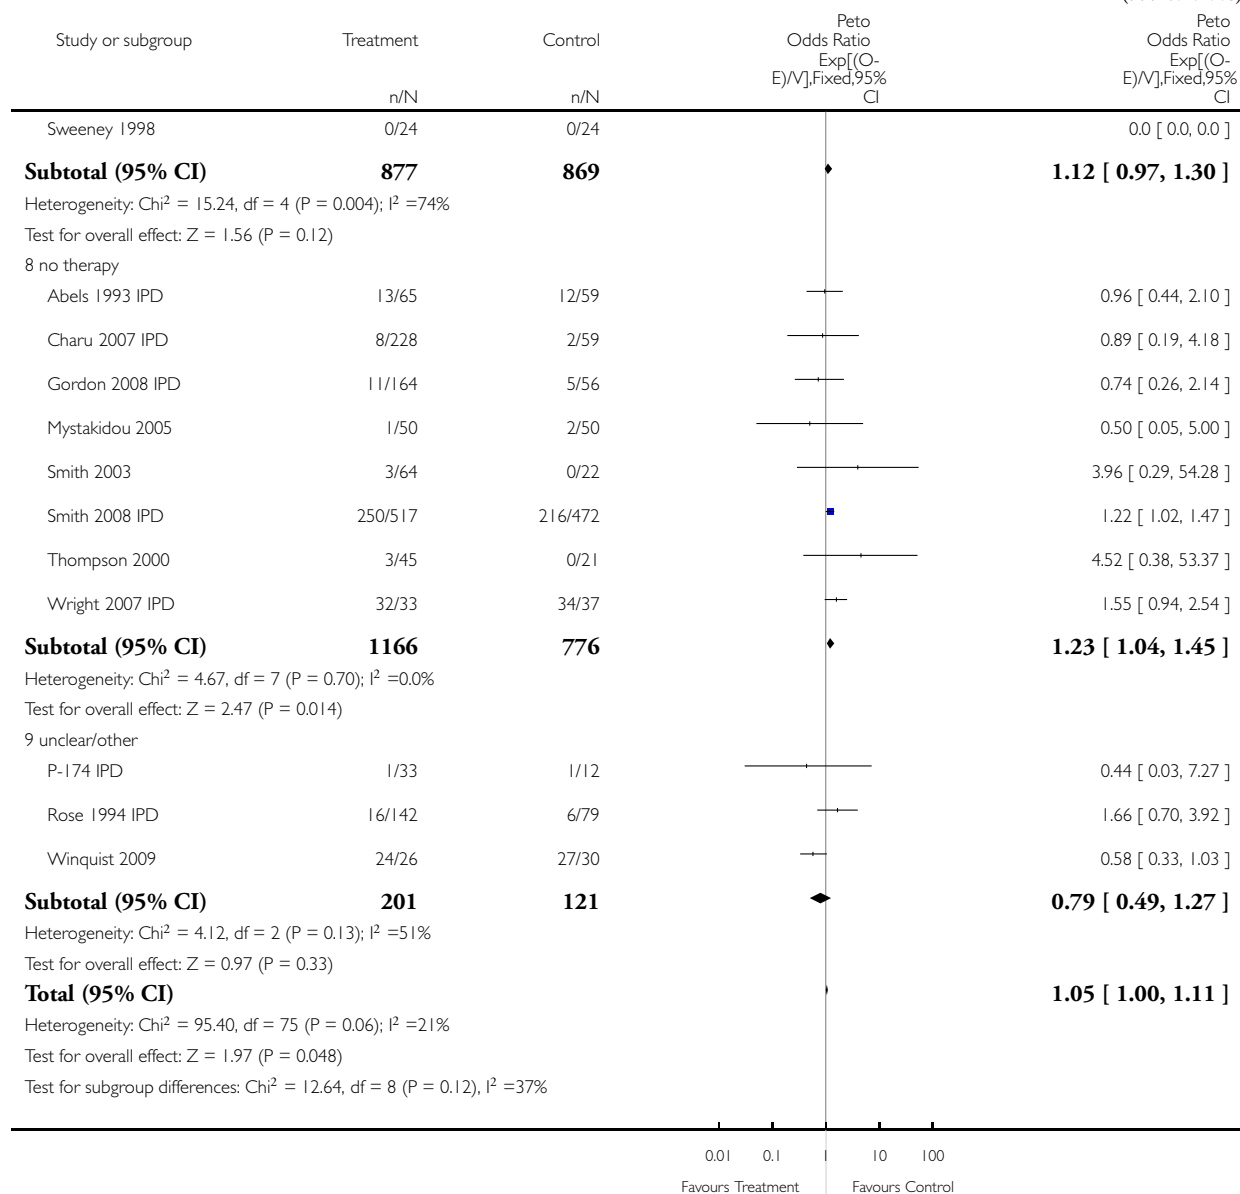 Peto Peto
Study or subgroup Treatment Control Odds Ratio Odds Ratio
Exp[(O- Exp[(O-
E)/V],Fixed,95% E)/V],Fixed,95%
n/N n/N CI CI
Sweeney 1998 0/24 0/24 0.0 [ 0.0, 0.0 ]
Subtotal (95% CI) 877 869 1.12 [ 0.97, 1.30 ]
Heterogeneity: Chi² = 15.24, df = 4 (P = 0.004); I² =74%
Test for overall effect: Z = 1.56 (P = 0.12)
8 no therapy
Abels 1993 IPD 13/65 12/59 0.96 [ 0.44, 2.10 ]
Charu 2007 IPD 8/228 2/59 0.89 [ 0.19, 4.18 ]
Gordon 2008 IPD 11/164 5/56 0.74 [ 0.26, 2.14 ]
Mystakidou 2005 1/50 2/50 0.50 [ 0.05, 5.00 ]
Smith 2003 3/64 0/22 3.96 [ 0.29, 54.28 ]
Smith 2008 IPD 250/517 216/472 1.22 [ 1.02, 1.47 ]
Thompson 2000 3/45 0/21 4.52 [ 0.38, 53.37 ]
Wright 2007 IPD 32/33 34/37 1.55 [ 0.94, 2.54 ]
Subtotal (95% CI) 1166 776 1.23 [ 1.04, 1.45 ]
Heterogeneity: Chi² = 4.67, df = 7 (P = 0.70); I² =0.0%
Test for overall effect: Z = 2.47 (P = 0.014)
9 unclear/other
P-174 IPD 1/33 1/12 0.44 [ 0.03, 7.27 ]
Rose 1994 IPD 16/142 6/79 1.66 [ 0.70, 3.92 ]
Winquist 2009 24/26 27/30 0.58 [ 0.33, 1.03 ]
Subtotal (95% CI) 201 121 0.79 [ 0.49, 1.27 ]
Heterogeneity: Chi² = 4.12, df = 2 (P = 0.13); I² =51%
Test for overall effect: Z = 0.97 (P = 0.33)
Total (95% CI) 1.05 [ 1.00, 1.11 ]
Heterogeneity: Chi² = 95.40, df = 75 (P = 0.06); I² =21%
Test for overall effect: Z = 1.97 (P = 0.048)
Test for subgroup differences: Chi² = 12.64, df = 8 (P = 0.12), I² =37%
0.01 0.1 1 10 100
Favours Treatment Favours Control